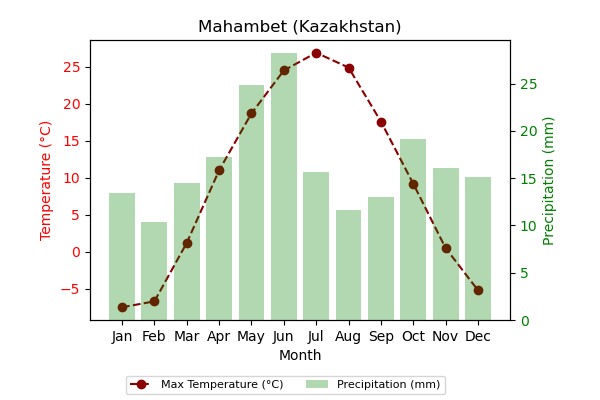 Mahambet (Kazakhstan)
Temperature (°C)
25
20
15
10
5
0
−5
Precipitation (mm)
25
20
15
10
5
0
Jan Feb Mar Apr May Jun Jul Aug Sep Oct Nov Dec
Month
Max Temperature (°C) Precipitation (mm)